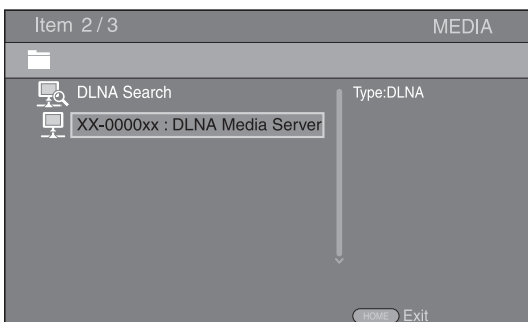 Item 2/3 MEDIA
DLNA Search
Type:DLNA
XX-0000xx : DLNA Media Server
HOME Exit